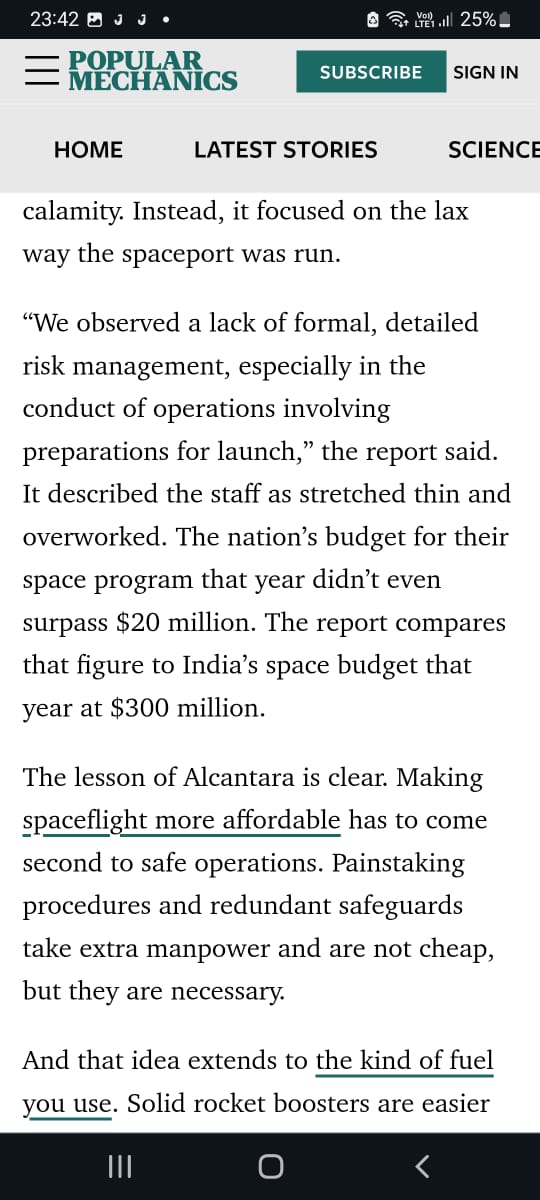 23:42
VoD LTE1 25%
POPULAR
MECHANICS
SUBSCRIBE SIGN IN
HOME LATEST STORIES SCIENCE
calamity. Instead, it focused on the lax
way the spaceport was run.
“We observed a lack of formal, detailed
risk management, especially in the
conduct of operations involving
preparations for launch,” the report said.
It described the staff as stretched thin and
overworked. The nation’s budget for their
space program that year didn’t even
surpass $20 million. The report compares
that figure to India’s space budget that
year at $300 million.
The lesson of Alcantara is clear. Making
spaceflight more affordable has to come
second to safe operations. Painstaking
procedures and redundant safeguards
take extra manpower and are not cheap,
but they are necessary.
And that idea extends to the kind of fuel
you use. Solid rocket boosters are easier